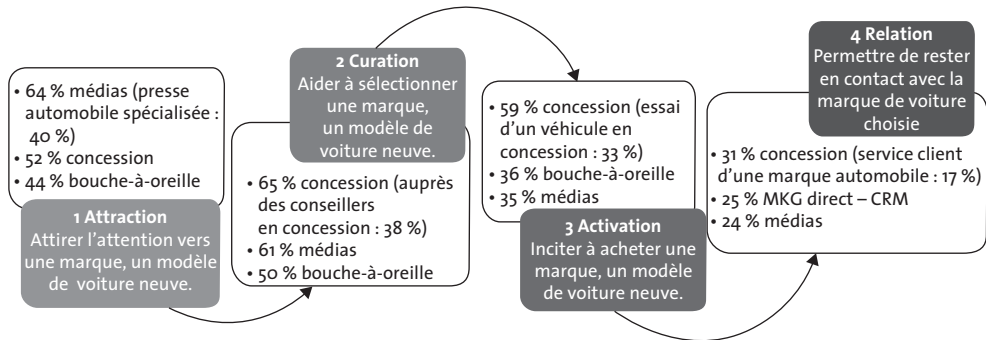 • 64 % médias (presse
automobile spécialisée :
40 %)
• 52 % concession
• 44 % bouche-à-oreille
1 Attraction
Attirer l'attention vers
une marque, un modèle
de voiture neuve.
2 Curation
Aider à sélectionner
une marque,
un modèle de
voiture neuve.
• 65 % concession (auprès
des conseillers
en concession : 38 %)
• 61 % médias
• 50 % bouche-à-oreille
• 59 % concession (essai
d'un véhicule en
concession : 33 %)
• 36 % bouche-à-oreille
• 35 % médias
3 Activation
Inciter à acheter une
marque, un modèle
de voiture neuve.
4 Relation
Permettre de rester
en contact avec la
marque de voiture
choisie
• 31 % concession (service client
d'une marque automobile : 17 %)
• 25 % MKG direct – CRM
• 24 % médias